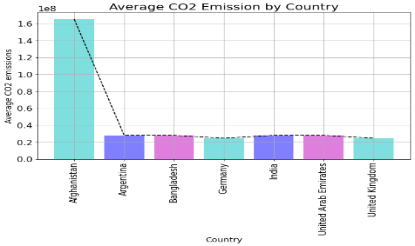 Average CO2 Emission by Country
1e8
1.6
1.4
1.2
1.0
0.8
0.6
0.4
0.2
0.0
Average CO2 emissions
Afghanistan
Argentina
Bangladesh
Germany
India
United Arab Emirates
United Kingdom
Country